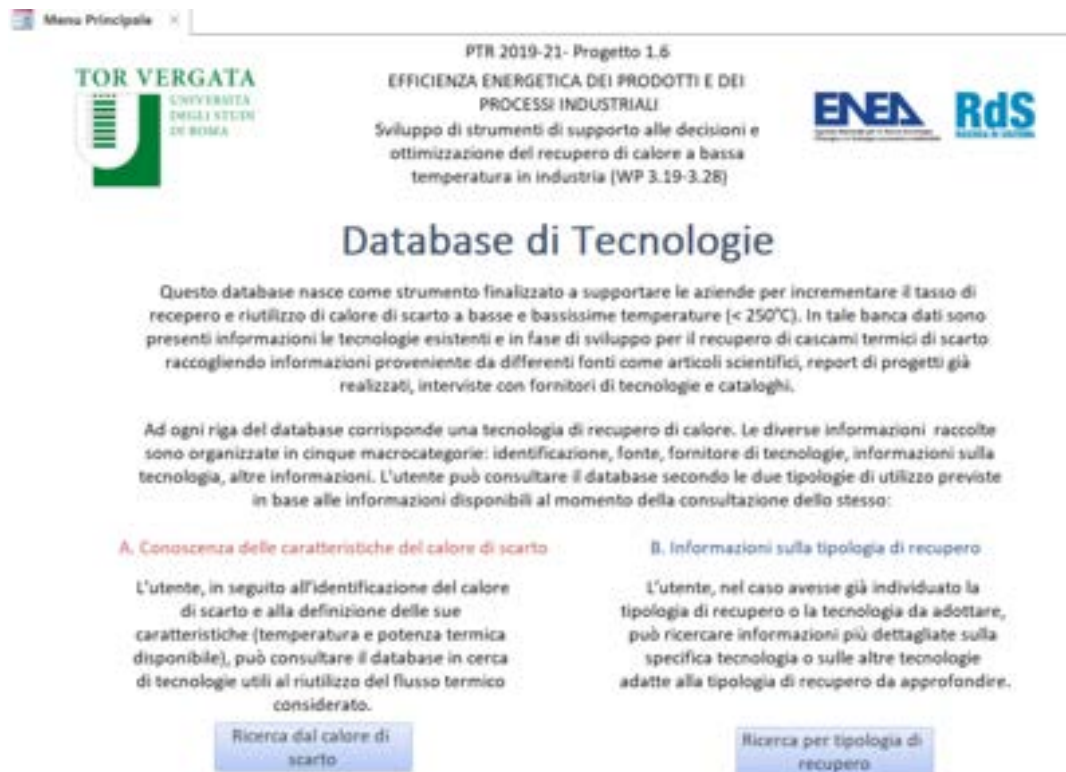 Menu Principale
PTR 2019-21- Progetto 1.6
TOR VERGATA
UNIVERSITÀ
DEGLI STUDI
DI ROMA
EFFICIENZA ENERGETICA DEI PRODOTTI E DEI
PROCESSI INDUSTRIALI
Sviluppo di strumenti di supporto alle decisioni e
ottimizzazione del recupero di calore a bassa
temperatura in industria (WP 3.19-3.28)
ENEA
RdS
RICERCA DI SISTEMA
Database di Tecnologie
Questo database nasce come strumento finalizzato a supportare le aziende per incrementare il tasso di
recepero e riutilizzo di calore di scarto a basse e bassissime temperature (< 250°C). In tale banca dati sono
presenti informazioni le tecnologie esistenti e in fase di sviluppo per il recupero di cascami termici di scarto
raccogliendo informazioni proveniente da differenti fonti come articoli scientifici, report di progetti già
realizzati, interviste con fornitori di tecnologie e cataloghi.
Ad ogni riga del database corrisponde una tecnologia di recupero di calore. Le diverse informazioni raccolte
sono organizzate in cinque macrocategorie: identificazione, fonte, fornitore di tecnologie, informazioni sulla
tecnologia, altre informazioni. L'utente può consultare il database secondo le due tipologie di utilizzo previste
in base alle informazioni disponibili al momento della consultazione dello stesso:
A. Conoscenza delle caratteristiche del calore di scarto
L'utente, in seguito all'identificazione del calore
di scarto e alla definizione delle sue
caratteristiche (temperatura e potenza termica
disponibile), può consultare il database in cerca
di tecnologie utili al riutilizzo del flusso termico
considerato.
Ricerca dal calore di
scarto
B. Informazioni sulla tipologia di recupero
L'utente, nel caso avesse già individuato la
tipologia di recupero o la tecnologia da adottare,
può ricercare informazioni più dettagliate sulla
specifica tecnologia o sulle altre tecnologie
adatte alla tipologia di recupero da approfondire.
Ricerca per tipologia di
recupero